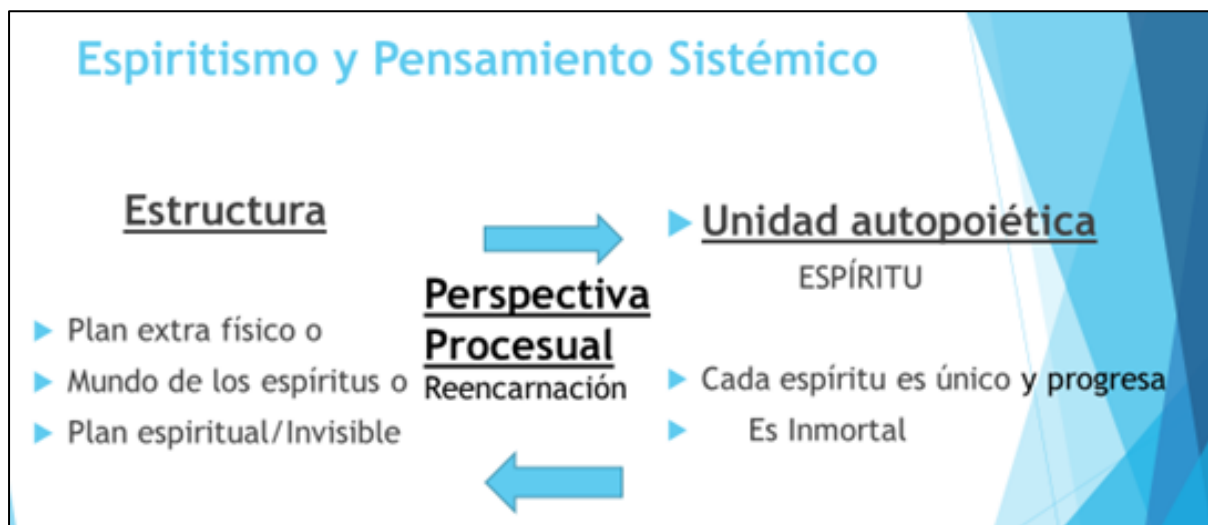 Espiritismo y Pensamiento Sistémico
Estructura
Plan extra físico o
Mundo de los espíritus o
Plan espiritual/Invisible
Perspectiva
Procesual
Reencarnación
Unidad autopoiética
ESPÍRITU
Cada espíritu es único y progresa
Es Inmortal